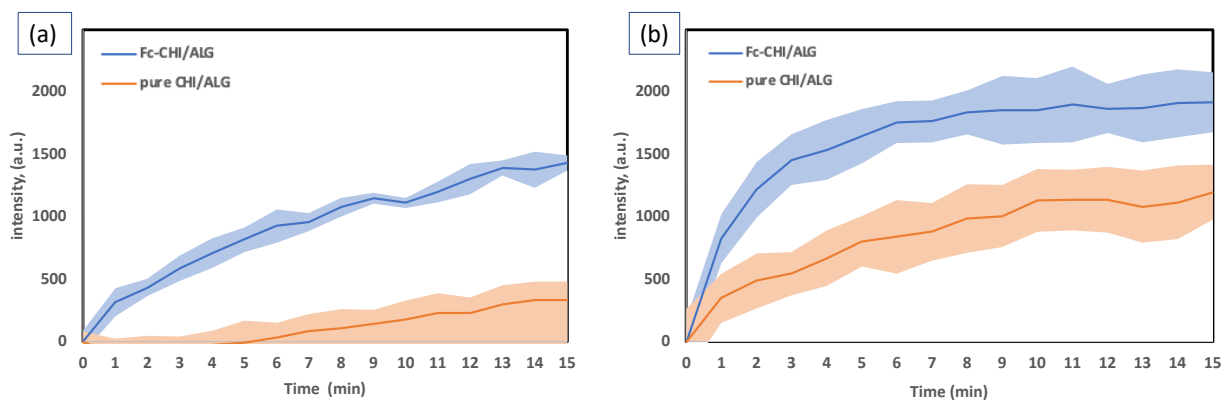 (a)
Fc-CHI/ALG
pure CHI/ALG
2000
1500
1000
500
0
intensity, (a.u.)
0 1 2 3 4 5 6 7 8 9 10 11 12 13 14 15
Time (min)
(b)
Fc-CHI/ALG
pure CHI/ALG
2000
1500
1000
500
0
intensity, (a.u.)
0 1 2 3 4 5 6 7 8 9 10 11 12 13 14 15
Time (min)